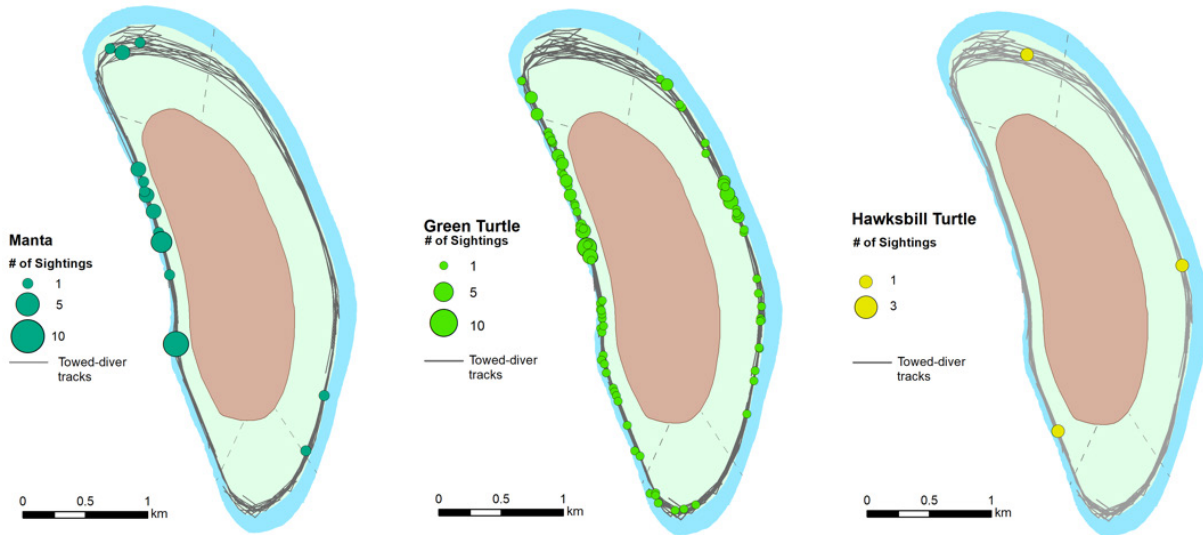 Manta
# of Sightings
1
5
10
Towed-diver
tracks
0 0.5 1
km
Green Turtle
# of Sightings
1
5
10
Towed-diver
tracks
0 0.5 1
km
Hawksbill Turtle
# of Sightings
1
3
Towed-diver
tracks
0 0.5 1
km